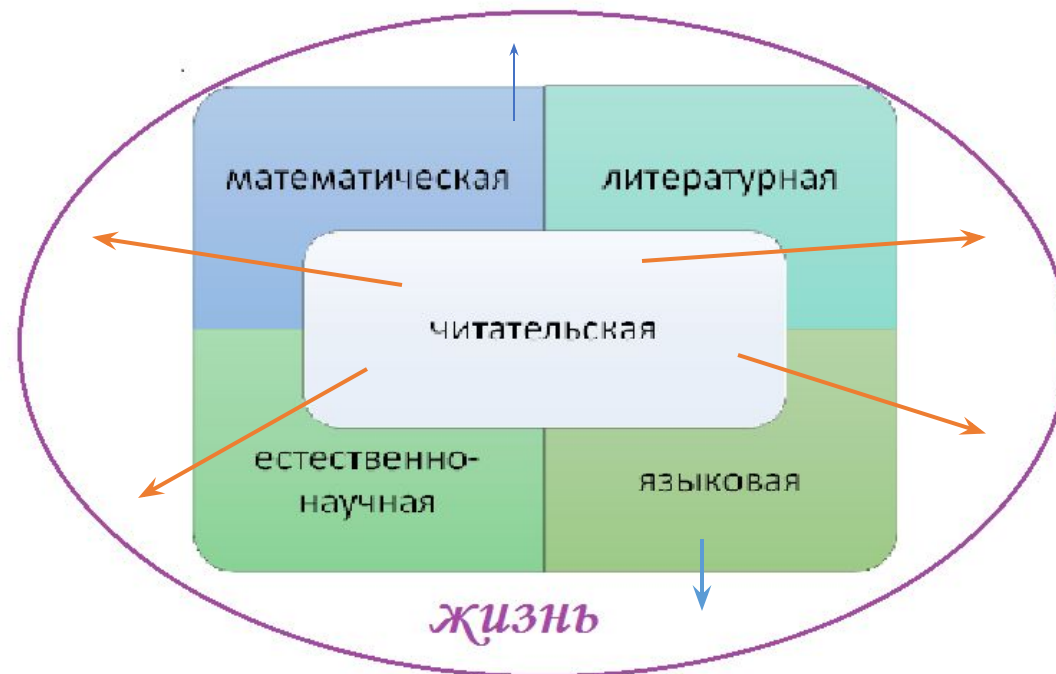 математическая
литературная
читательская
естественно-
научная
языковая
жизнь